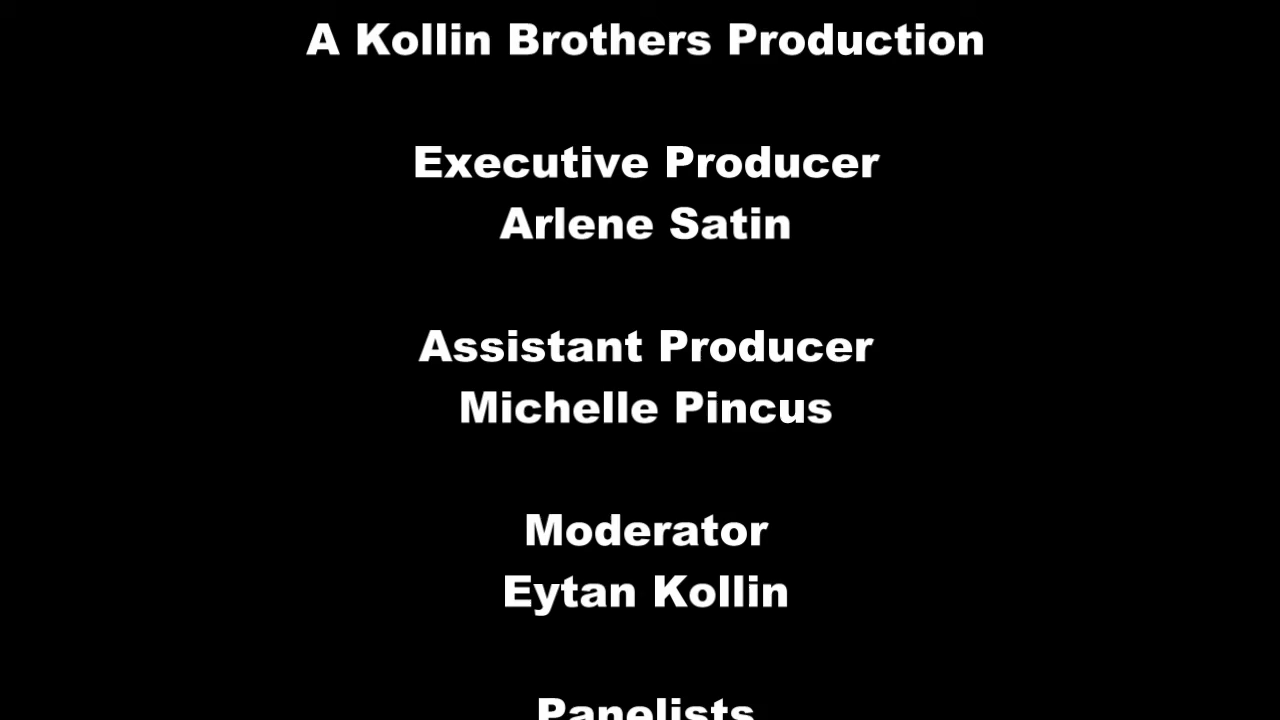 A Kollin Brothers Production
Executive Producer
Arlene Satin
Assistant Producer
Michelle Pincus
Moderator
Eytan Kollin
Panelists